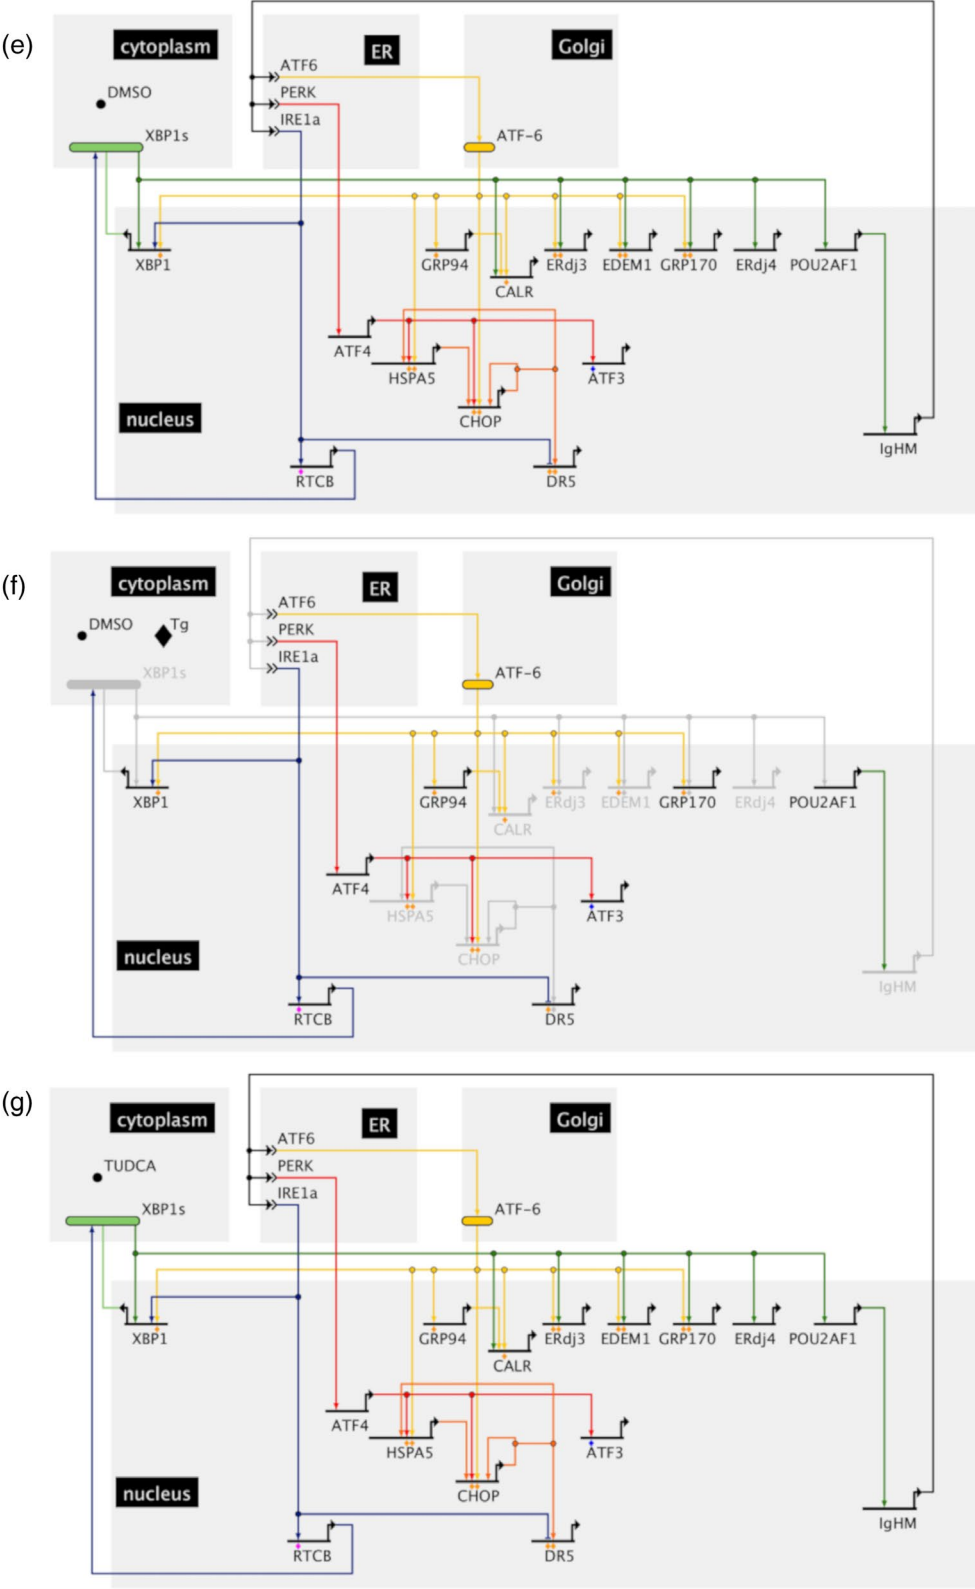 (e)
cytoplasm
ER
Golgi
DMSO
ATF6
PERK
IRE1a
XBP1s
ATF-6
XBP1
GRP94
ERdj3
EDEM1
GRP170
ERdj4
POU2AF1
CALR
ATF4
HSPA5
ATF3
CHOP
nucleus
IgHM
RTCB
DR5
(f)
cytoplasm
ER
Golgi
DMSO
Tg
ATF6
PERK
IRE1a
XBP1s
ATF-6
XBP1
GRP94
ERdj3
EDEM1
GRP170
ERdj4
POU2AF1
CALR
ATF4
HSPA5
ATF3
CHOP
nucleus
IgHM
RTCB
DR5
(g)
cytoplasm
ER
Golgi
TUDCA
ATF6
PERK
IRE1a
XBP1s
ATF-6
XBP1
GRP94
ERdj3
EDEM1
GRP170
ERdj4
POU2AF1
CALR
ATF4
HSPA5
ATF3
CHOP
nucleus
IgHM
RTCB
DR5